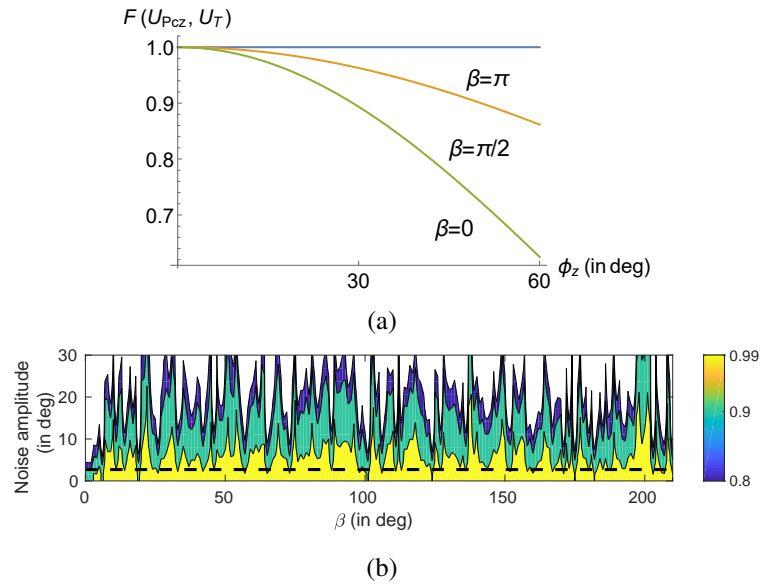 F (U_Pcz, U_T)
1.0
0.9
0.8
0.7
β=π
β=π/2
β=0
30
60
ϕ_z (in deg)
(a)
Noise amplitude
(in deg)
30
20
10
0
0
50
100
150
200
β (in deg)
0.99
0.9
0.8
(b)